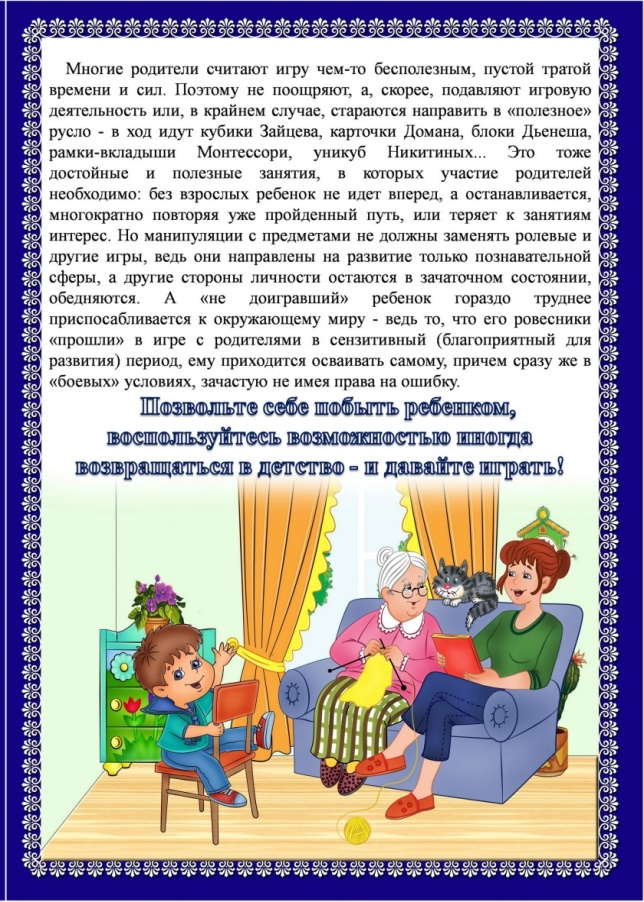 Многие родители считают игру чем-то бесполезным, пустой тратой
времени и сил. Поэтому не поощряют, а, скорее, подавляют игровую
деятельность или, в крайнем случае, стараются направить в «полезное»
русло - в ход идут кубики Зайцева, карточки Домана, блоки Дьенеша,
рамки-вкладыши Монтессори, уникуб Никитиных... Это тоже
достойные и полезные занятия, в которых участие родителей
необходимо: без взрослых ребенок не идет вперед, а останавливается,
многократно повторяя уже пройденный путь, или теряет к занятиям
интерес. Но манипуляции с предметами не должны заменять ролевые и
другие игры, ведь они направлены на развитие только познавательной
сферы, а другие стороны личности остаются в зачаточном состоянии,
обедняются. А «не доигравший» ребенок гораздо труднее
приспосабливается к окружающему миру - ведь то, что его ровесники
«прошли» в игре с родителями в сензитивный (благоприятный для
развития) период, ему приходится осваивать самому, причем сразу же в
«боевых» условиях, зачастую не имея права на ошибку.
Позвольте себе побыть ребенком,
воспользуйтесь возможностью иногда
возвращаться в детство - и давайте играть!